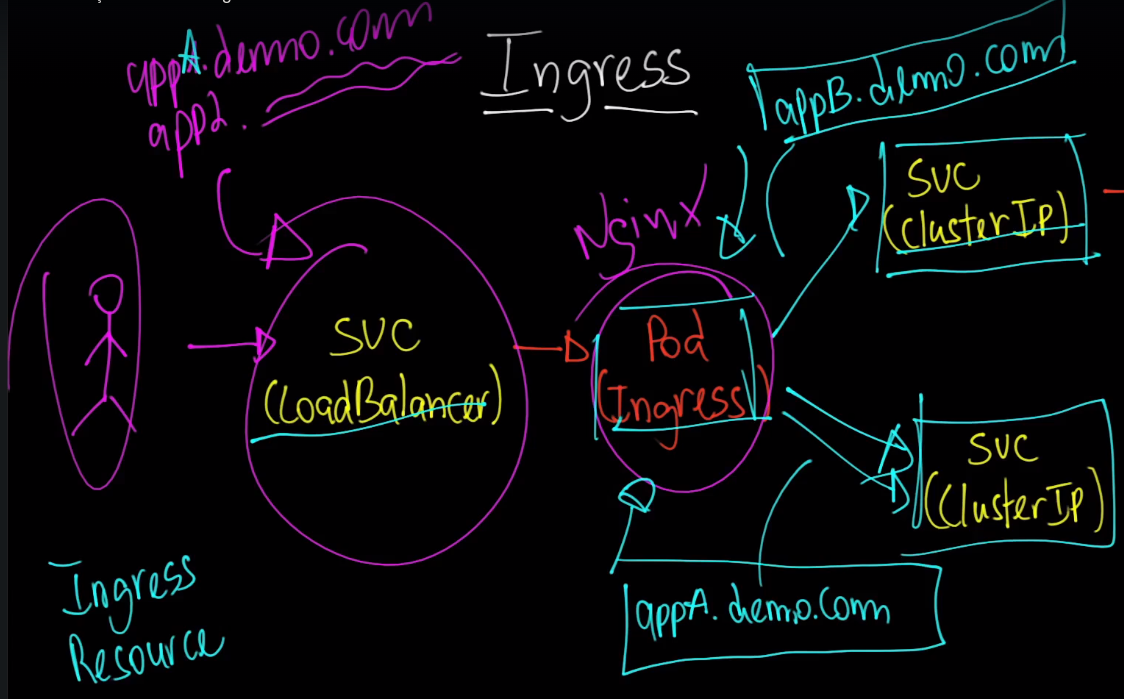 appA.demo.com
app2.
Ingress
appB.demo.com
Nginx
SVC
(ClusterIp)
SVC
(LoadBalancer)
Pod
(Ingress)
SVC
(ClusterIp)
appA.demo.com
Ingress
Resource